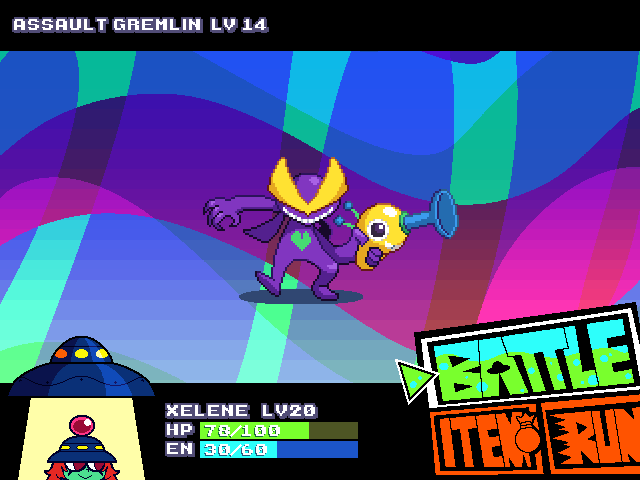 ASSAULT GREMLIN LV 14
BATTLE
XELENE LV20
HP 78/100
EN 30/60
ITEM
RUN